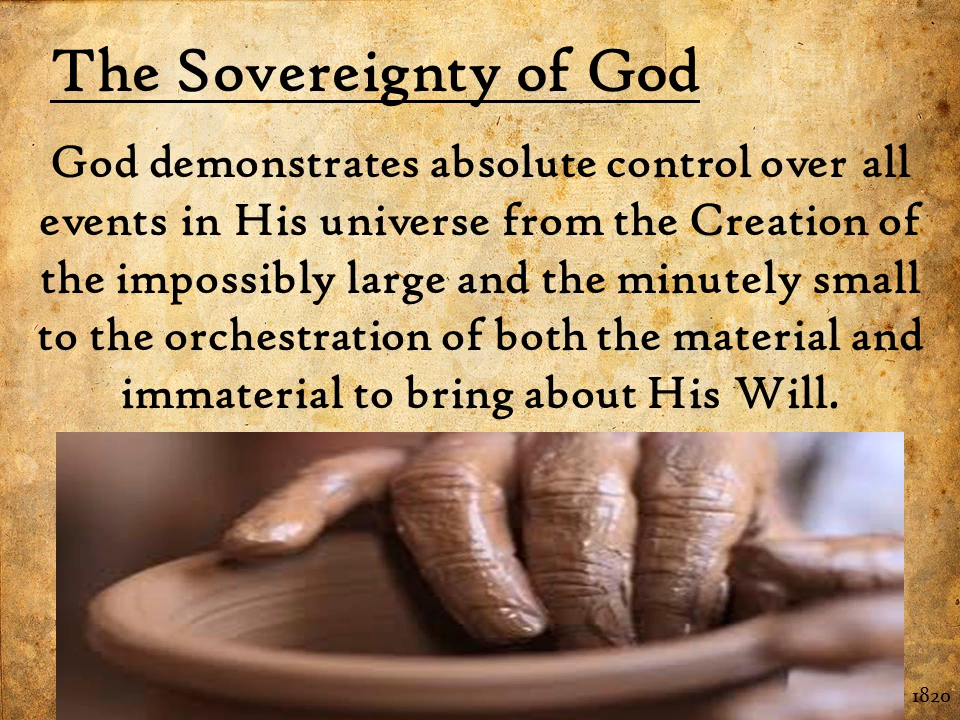 The Sovereignty of God
God demonstrates absolute control over all
events in His universe from the Creation of
the impossibly large and the minutely small
to the orchestration of both the material and
immaterial to bring about His Will.
1820